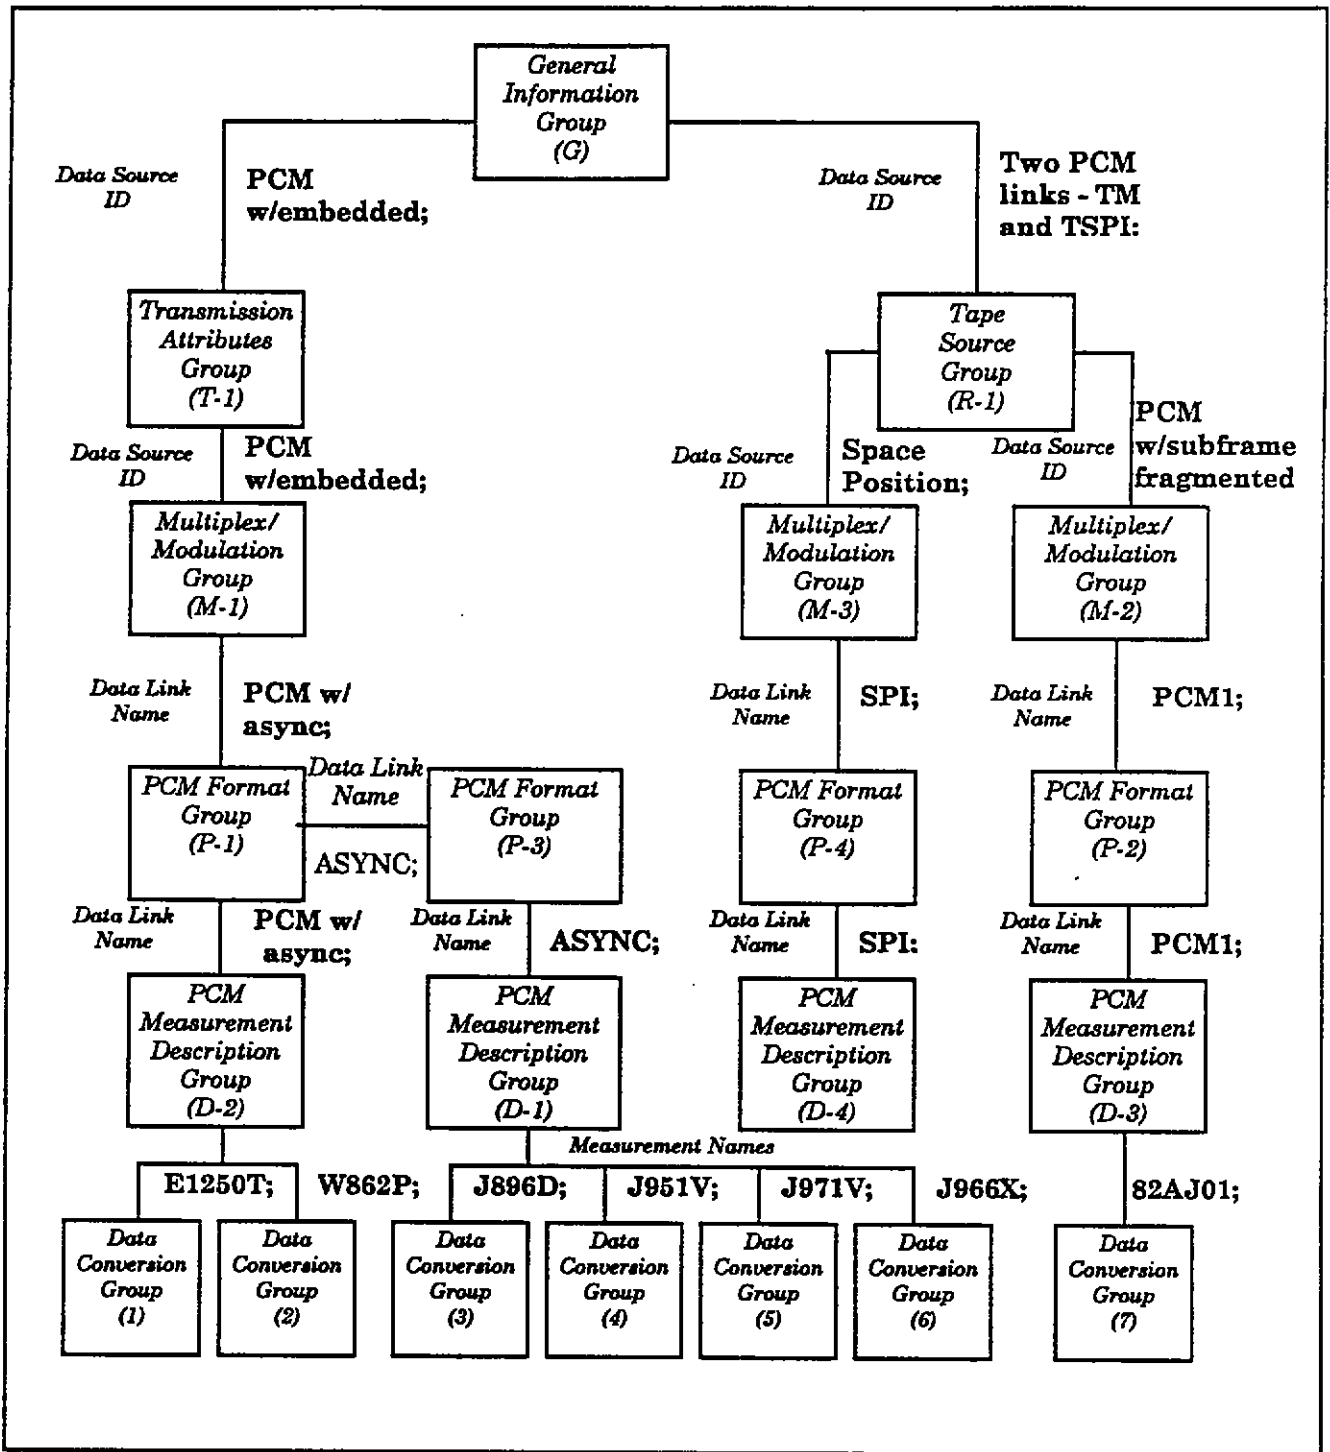 General
Information
Group
(G)
Data Source
ID
PCM
w/embedded;
Data Source
ID
Two PCM
links - TM
and TSPI:
Transmission
Attributes
Group
(T-1)
Tape
Source
Group
(R-1)
Data Source
ID
PCM
w/embedded;
Data Source
ID
Space
Position;
Data Source
ID
PCM
w/subframe
fragmented
Multiplex/
Modulation
Group
(M-1)
Multiplex/
Modulation
Group
(M-3)
Multiplex/
Modulation
Group
(M-2)
Data Link
Name
PCM w/
async;
Data Link
Name
SPI;
Data Link
Name
PCM1;
PCM Format
Group
(P-1)
Data Link
Name
ASYNC;
PCM Format
Group
(P-3)
PCM Format
Group
(P-4)
PCM Format
Group
(P-2)
Data Link
Name
PCM w/
async;
Data Link
Name
ASYNC;
Data Link
Name
SPI:
Data Link
Name
PCM1;
PCM
Measurement
Description
Group
(D-2)
PCM
Measurement
Description
Group
(D-1)
PCM
Measurement
Description
Group
(D-4)
PCM
Measurement
Description
Group
(D-3)
Measurement Names
E1250T;
W862P;
J896D;
J951V;
J971V;
J966X;
82AJ01;
Data
Conversion
Group
(1)
Data
Conversion
Group
(2)
Data
Conversion
Group
(3)
Data
Conversion
Group
(4)
Data
Conversion
Group
(5)
Data
Conversion
Group
(6)
Data
Conversion
Group
(7)